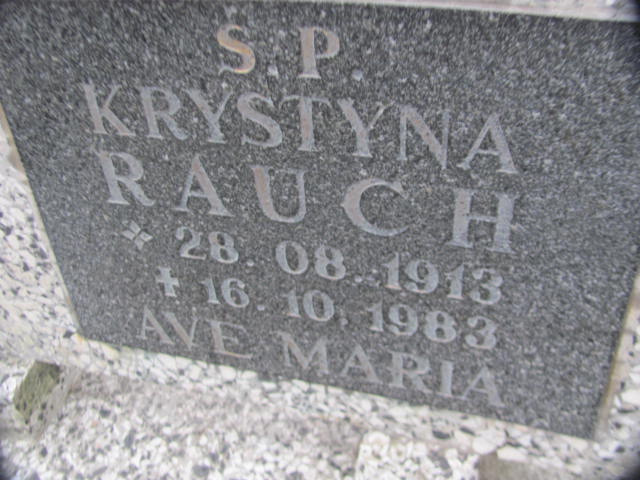 S.P.
KRYSTYNA
RAUCH
28.08.1913
16.10.1983
AVE MARIA